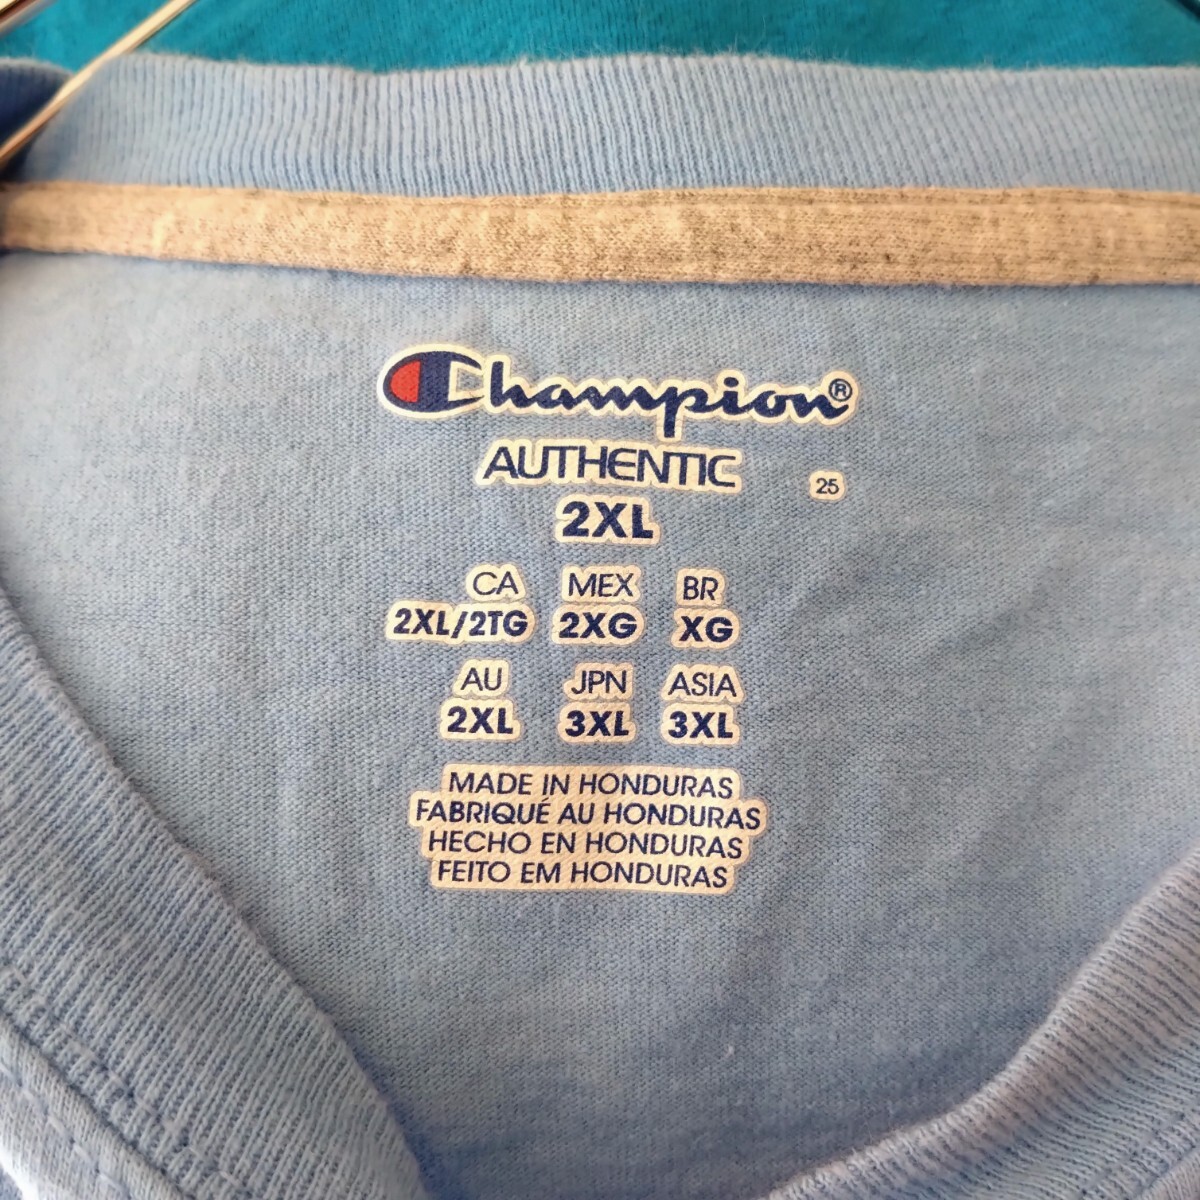 Champion®
AUTHENTIC
25
2XL
CA MEX BR
2XL/2TG 2XG XG
AU JPN ASIA
2XL 3XL 3XL
MADE IN HONDURAS
FABRIQUÉ AU HONDURAS
HECHO EN HONDURAS
FEITO EM HONDURAS